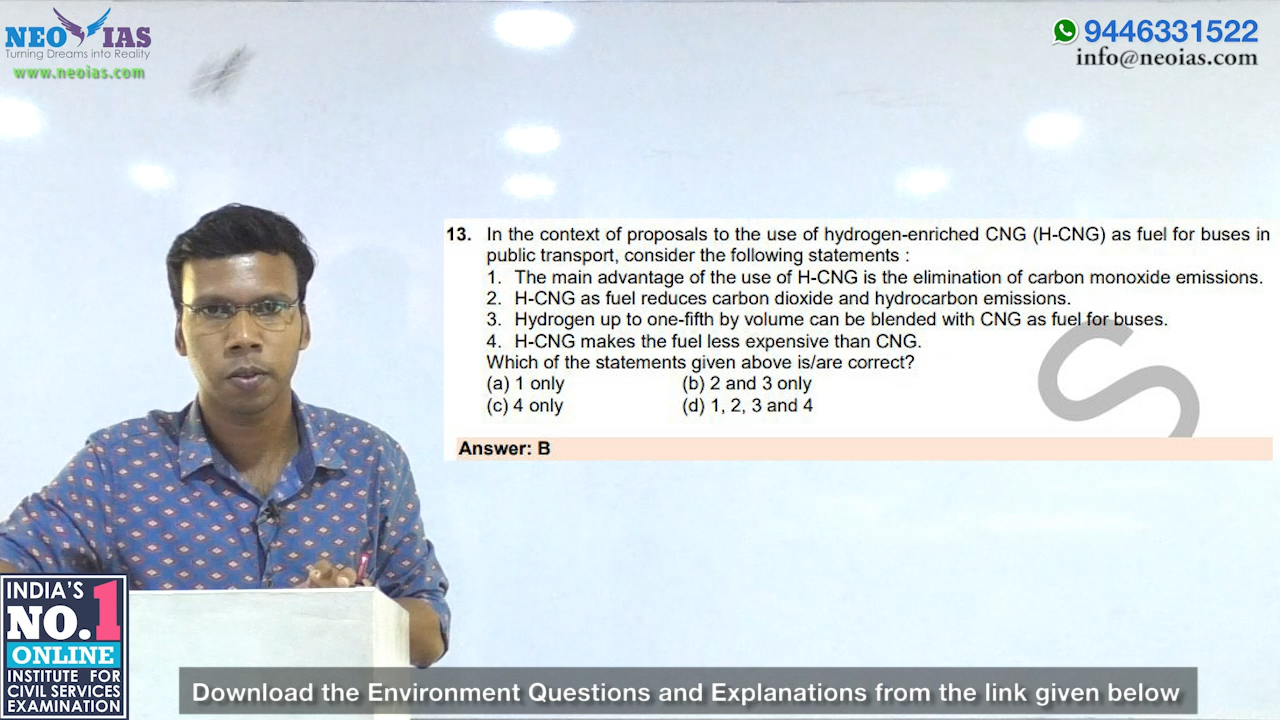 NEO IAS
Turning Dreams into Reality
www.neoias.com
9446331522
info@neoias.com
13. In the context of proposals to the use of hydrogen-enriched CNG (H-CNG) as fuel for buses in
public transport, consider the following statements :
1. The main advantage of the use of H-CNG is the elimination of carbon monoxide emissions.
2. H-CNG as fuel reduces carbon dioxide and hydrocarbon emissions.
3. Hydrogen up to one-fifth by volume can be blended with CNG as fuel for buses.
4. H-CNG makes the fuel less expensive than CNG.
Which of the statements given above is/are correct?
(a) 1 only (b) 2 and 3 only
(c) 4 only (d) 1, 2, 3 and 4
S
Answer: B
INDIA'S
NO.1
ONLINE
INSTITUTE FOR
CIVIL SERVICES
EXAMINATION
Download the Environment Questions and Explanations from the link given below